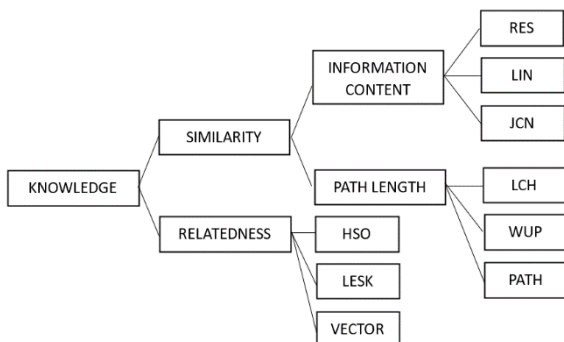 RES
INFORMATION
CONTENT
LIN
JCN
SIMILARITY
KNOWLEDGE
PATH LENGTH
LCH
RELATEDNESS
HSO
WUP
LESK
PATH
VECTOR